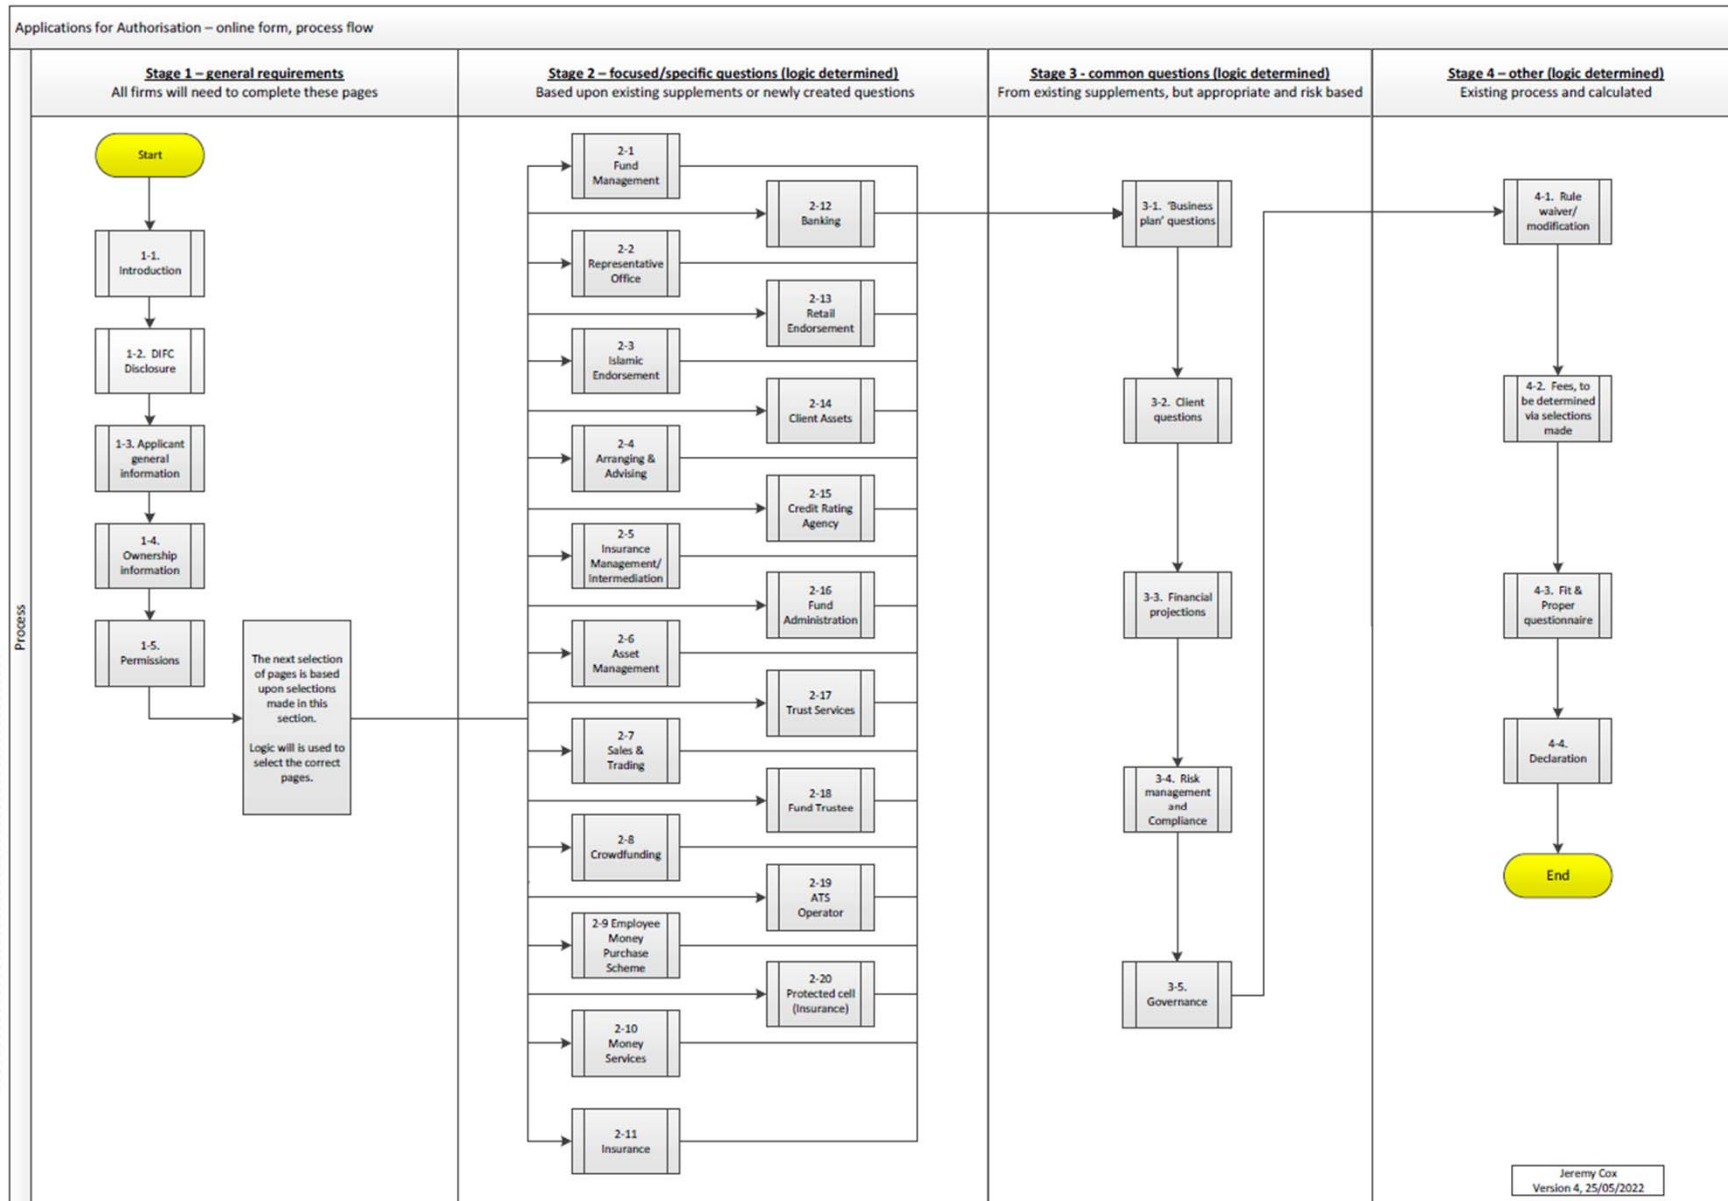 Applications for Authorisation – online form, process flow
Process
Stage 1 – general requirements
All firms will need to complete these pages
Start
1-1.
Introduction
1-2. DIFC
Disclosure
1-3. Applicant
general
information
1-4.
Ownership
information
1-5.
Permissions
The next selection
of pages is based
upon selections
made in this
section.
Logic will is used to
select the correct
pages.
Stage 2 – focused/specific questions (logic determined)
Based upon existing supplements or newly created questions
2-1
Fund
Management
2-2
Representative
Office
2-3
Islamic
Endorsement
2-4
Arranging &
Advising
2-5
Insurance
Management/
Intermediation
2-6
Asset
Management
2-7
Sales &
Trading
2-8
Crowdfunding
2-9 Employee
Money
Purchase
Scheme
2-10
Money
Services
2-11
Insurance
2-12
Banking
2-13
Retail
Endorsement
2-14
Client Assets
2-15
Credit Rating
Agency
2-16
Fund
Administration
2-17
Trust Services
2-18
Fund Trustee
2-19
ATS
Operator
2-20
Protected cell
(Insurance)
Stage 3 - common questions (logic determined)
From existing supplements, but appropriate and risk based
3-1. ‘Business
plan’ questions
3-2. Client
questions
3-3. Financial
projections
3-4. Risk
management
and
Compliance
3-5.
Governance
Stage 4 – other (logic determined)
Existing process and calculated
4-1. Rule
waiver/
modification
4-2. Fees, to
be determined
via selections
made
4-3. Fit &
Proper
questionnaire
4-4.
Declaration
End
Jeremy Cox
Version 4, 25/05/2022